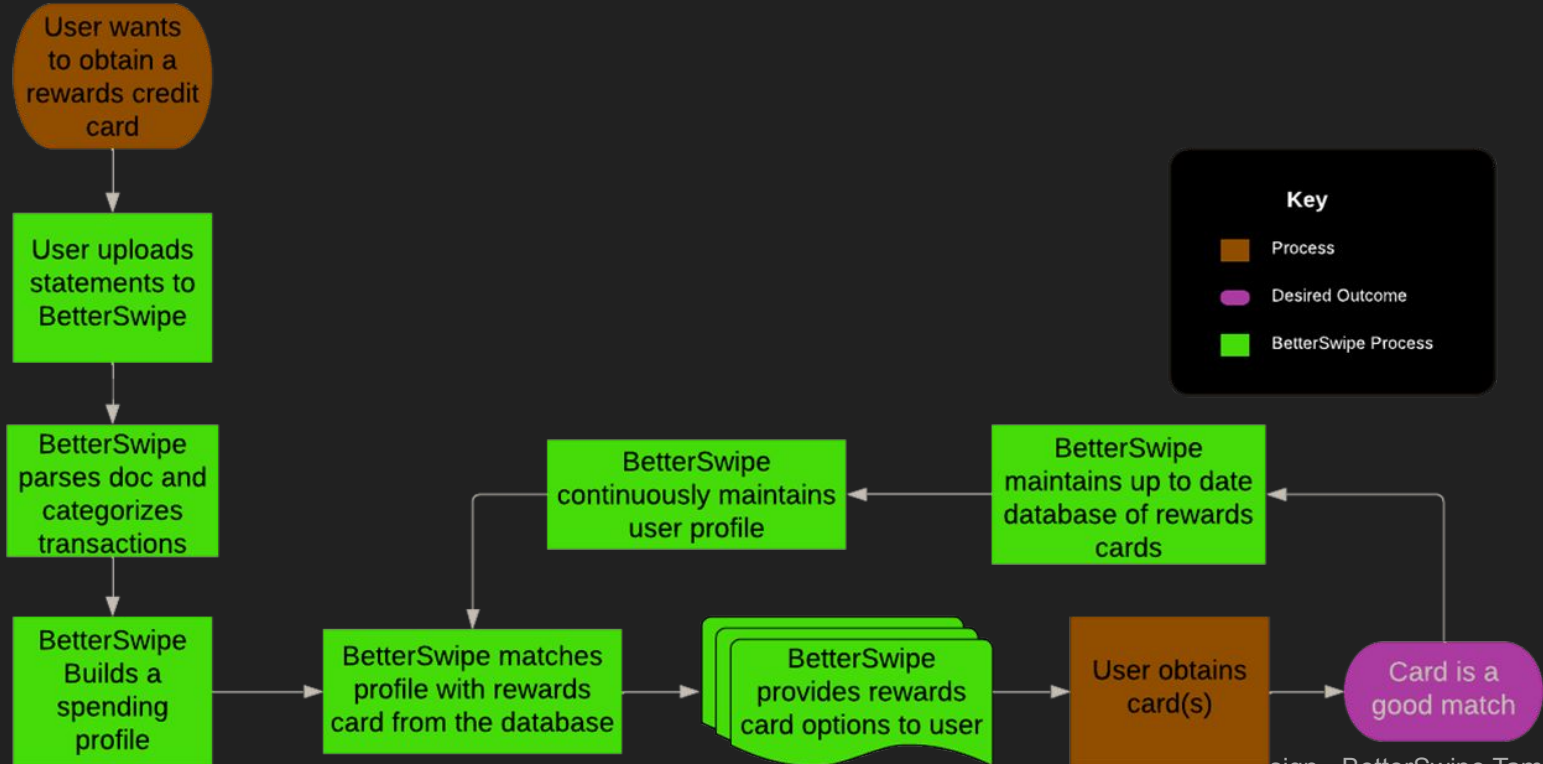 User wants
to obtain a
rewards credit
card
User uploads
statements to
BetterSwipe
BetterSwipe
parses doc and
categorizes
transactions
BetterSwipe
Builds a
spending
profile
BetterSwipe matches
profile with rewards
card from the database
BetterSwipe
provides rewards
card options to user
User obtains
card(s)
Card is a
good match
BetterSwipe
maintains up to date
database of rewards
cards
BetterSwipe
continuously maintains
user profile
Key
Process
Desired Outcome
BetterSwipe Process